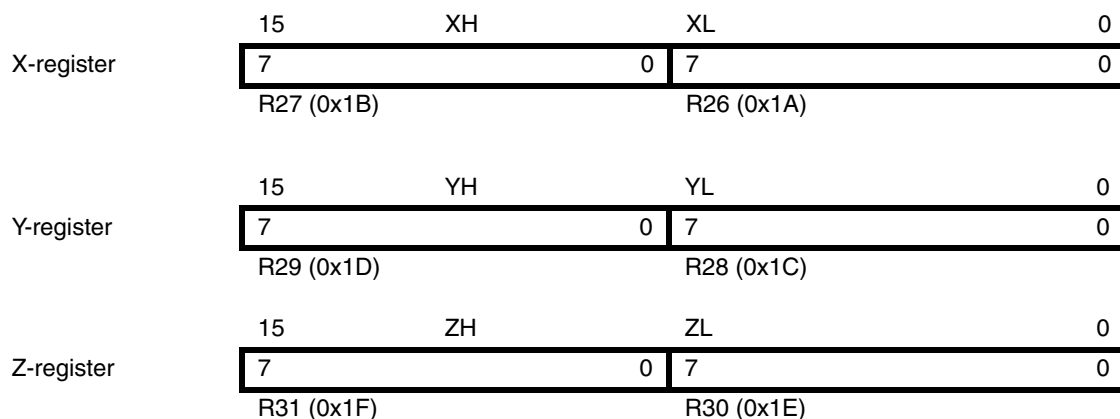 15 XH XL 0
X-register 7 0 7 0
R27 (0x1B) R26 (0x1A)
15 YH YL 0
Y-register 7 0 7 0
R29 (0x1D) R28 (0x1C)
15 ZH ZL 0
Z-register 7 0 7 0
R31 (0x1F) R30 (0x1E)